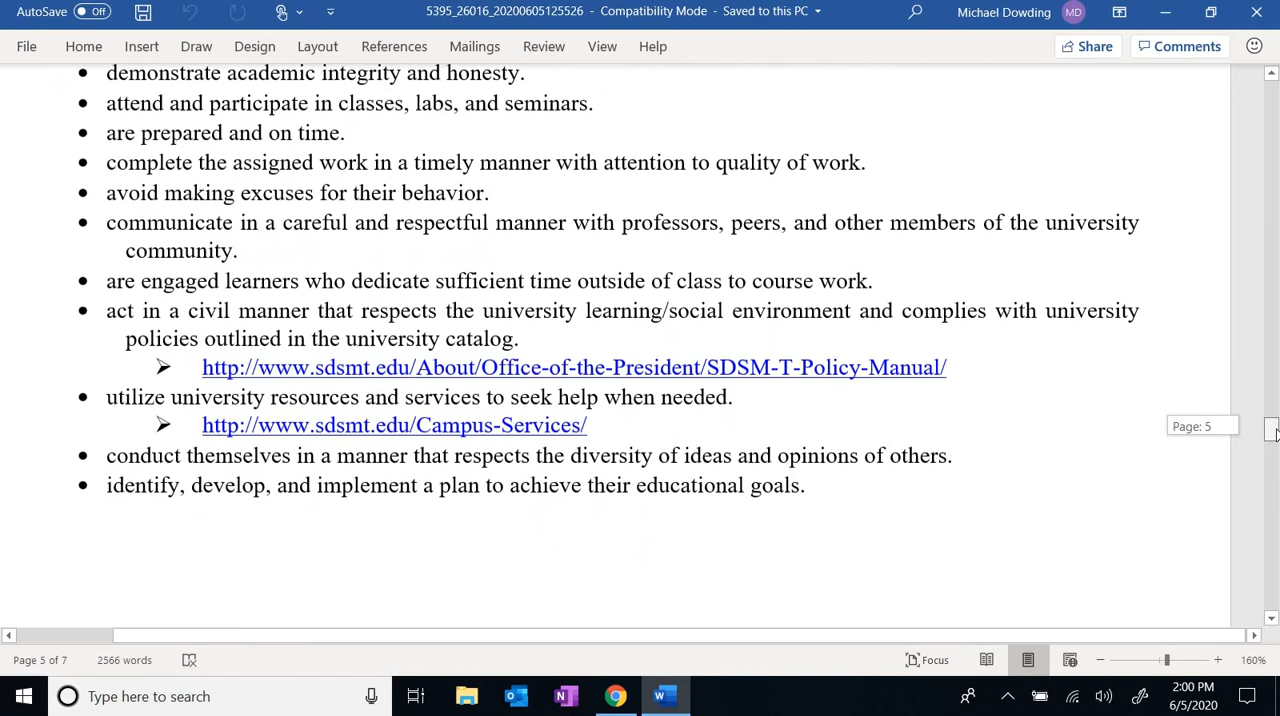 AutoSave Off 5395_26016_20200605125526 - Compatibility Mode - Saved to this PC Michael Dowding MD
File Home Insert Draw Design Layout References Mailings Review View Help Share Comments
• demonstrate academic integrity and honesty.
• attend and participate in classes, labs, and seminars.
• are prepared and on time.
• complete the assigned work in a timely manner with attention to quality of work.
• avoid making excuses for their behavior.
• communicate in a careful and respectful manner with professors, peers, and other members of the university
community.
• are engaged learners who dedicate sufficient time outside of class to course work.
• act in a civil manner that respects the university learning/social environment and complies with university
policies outlined in the university catalog.
➢ http://www.sdsmt.edu/About/Office-of-the-President/SDSM-T-Policy-Manual/
• utilize university resources and services to seek help when needed.
➢ http://www.sdsmt.edu/Campus-Services/
Page: 5
• conduct themselves in a manner that respects the diversity of ideas and opinions of others.
• identify, develop, and implement a plan to achieve their educational goals.
Page 5 of 7 2566 words Focus 160%
Type here to search 2:00 PM
6/5/2020